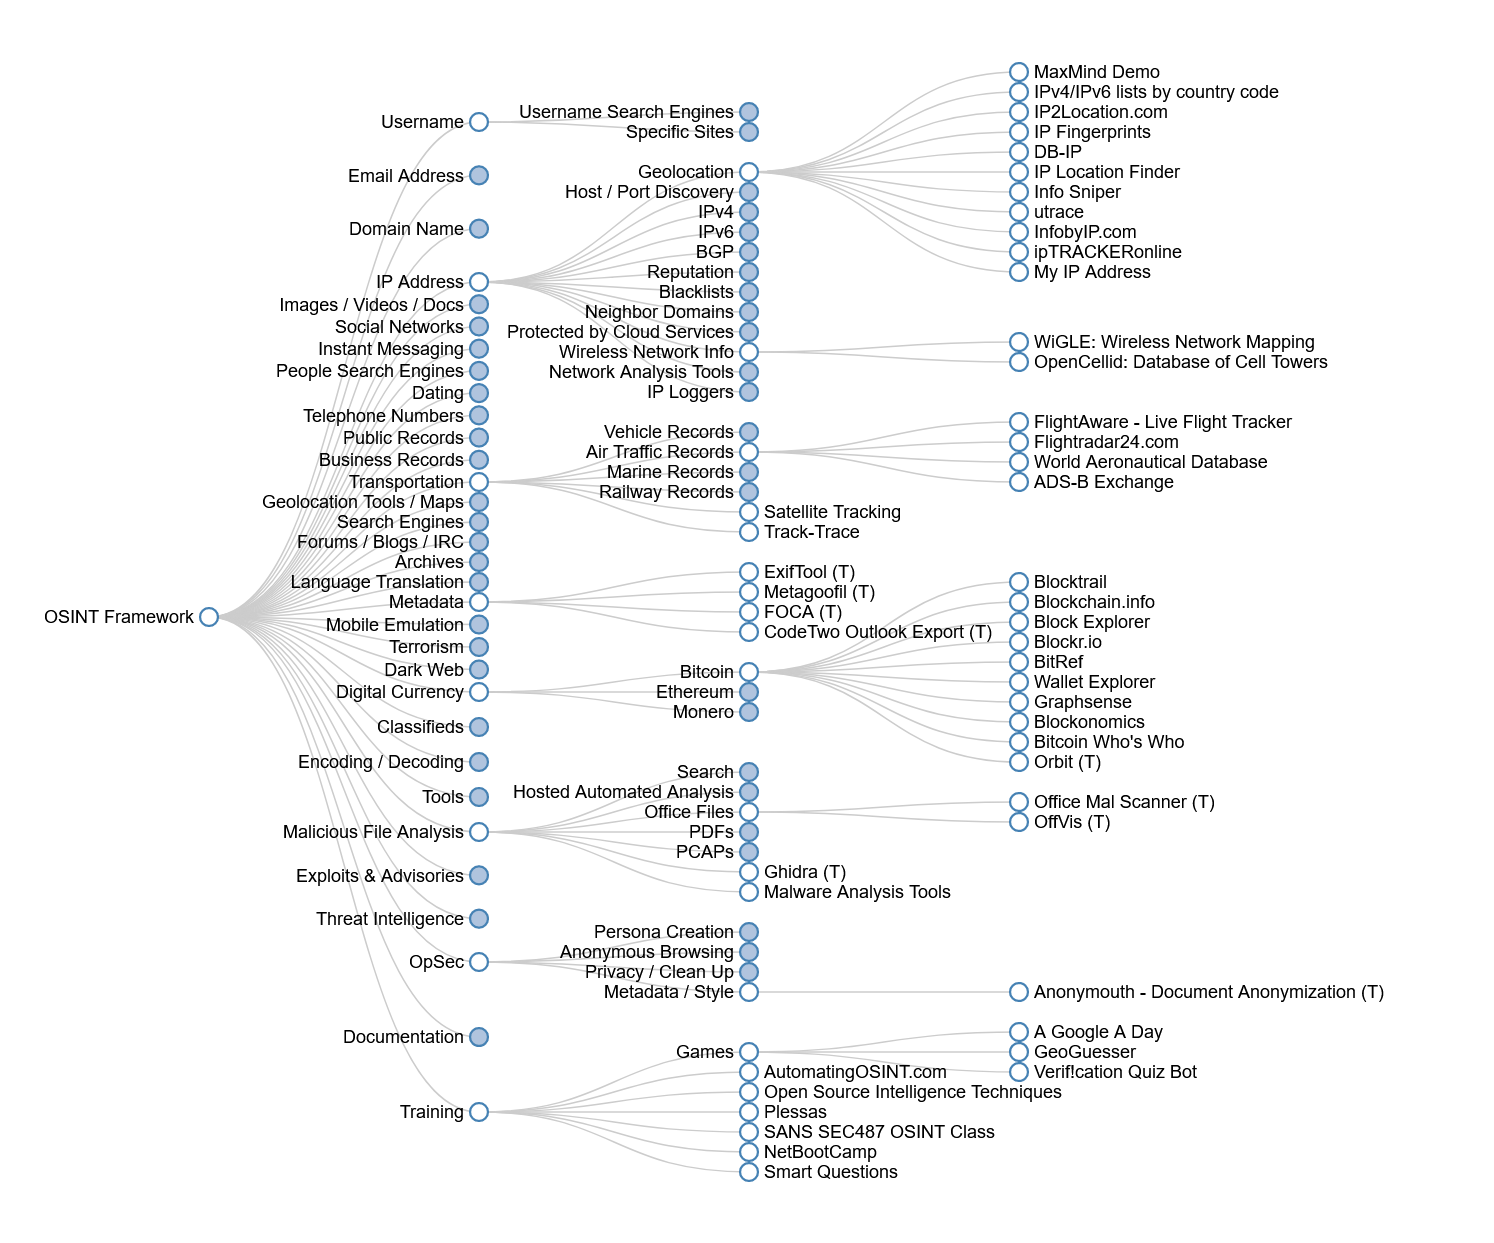 OSINT Framework
Username
Email Address
Domain Name
IP Address
Images / Videos / Docs
Social Networks
Instant Messaging
People Search Engines
Dating
Telephone Numbers
Public Records
Business Records
Transportation
Geolocation Tools / Maps
Search Engines
Forums / Blogs / IRC
Archives
Language Translation
Metadata
Mobile Emulation
Terrorism
Dark Web
Digital Currency
Classifieds
Encoding / Decoding
Tools
Malicious File Analysis
Exploits & Advisories
Threat Intelligence
OpSec
Documentation
Training
Username Search Engines
Specific Sites
Geolocation
Host / Port Discovery
IPv4
IPv6
BGP
Reputation
Blacklists
Neighbor Domains
Protected by Cloud Services
Wireless Network Info
Network Analysis Tools
IP Loggers
Vehicle Records
Air Traffic Records
Marine Records
Railway Records
Satellite Tracking
Track-Trace
ExifTool (T)
Metagoofil (T)
FOCA (T)
CodeTwo Outlook Export (T)
Bitcoin
Ethereum
Monero
Search
Hosted Automated Analysis
Office Files
PDFs
PCAPs
Ghidra (T)
Malware Analysis Tools
Persona Creation
Anonymous Browsing
Privacy / Clean Up
Metadata / Style
Games
AutomatingOSINT.com
Open Source Intelligence Techniques
Plessas
SANS SEC487 OSINT Class
NetBootCamp
Smart Questions
MaxMind Demo
IPv4/IPv6 lists by country code
IP2Location.com
IP Fingerprints
DB-IP
IP Location Finder
Info Sniper
utrace
InfobyIP.com
ipTRACKERonline
My IP Address
WiGLE: Wireless Network Mapping
OpenCellid: Database of Cell Towers
FlightAware - Live Flight Tracker
Flightradar24.com
World Aeronautical Database
ADS-B Exchange
Blocktrail
Blockchain.info
Block Explorer
Blockr.io
BitRef
Wallet Explorer
Graphsense
Blockonomics
Bitcoin Who's Who
Orbit (T)
Office Mal Scanner (T)
OffVis (T)
Anonymouth - Document Anonymization (T)
A Google A Day
GeoGuesser
Verif!cation Quiz Bot